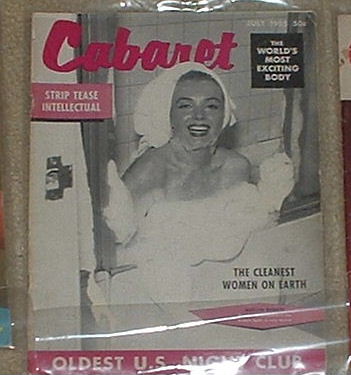 Cabaret
JULY 1955 50c
THE
WORLD'S
MOST
EXCITING
BODY
STRIP TEASE
INTELLECTUAL
THE CLEANEST
WOMEN ON EARTH
OLDEST U.S. NIGHT CLUB